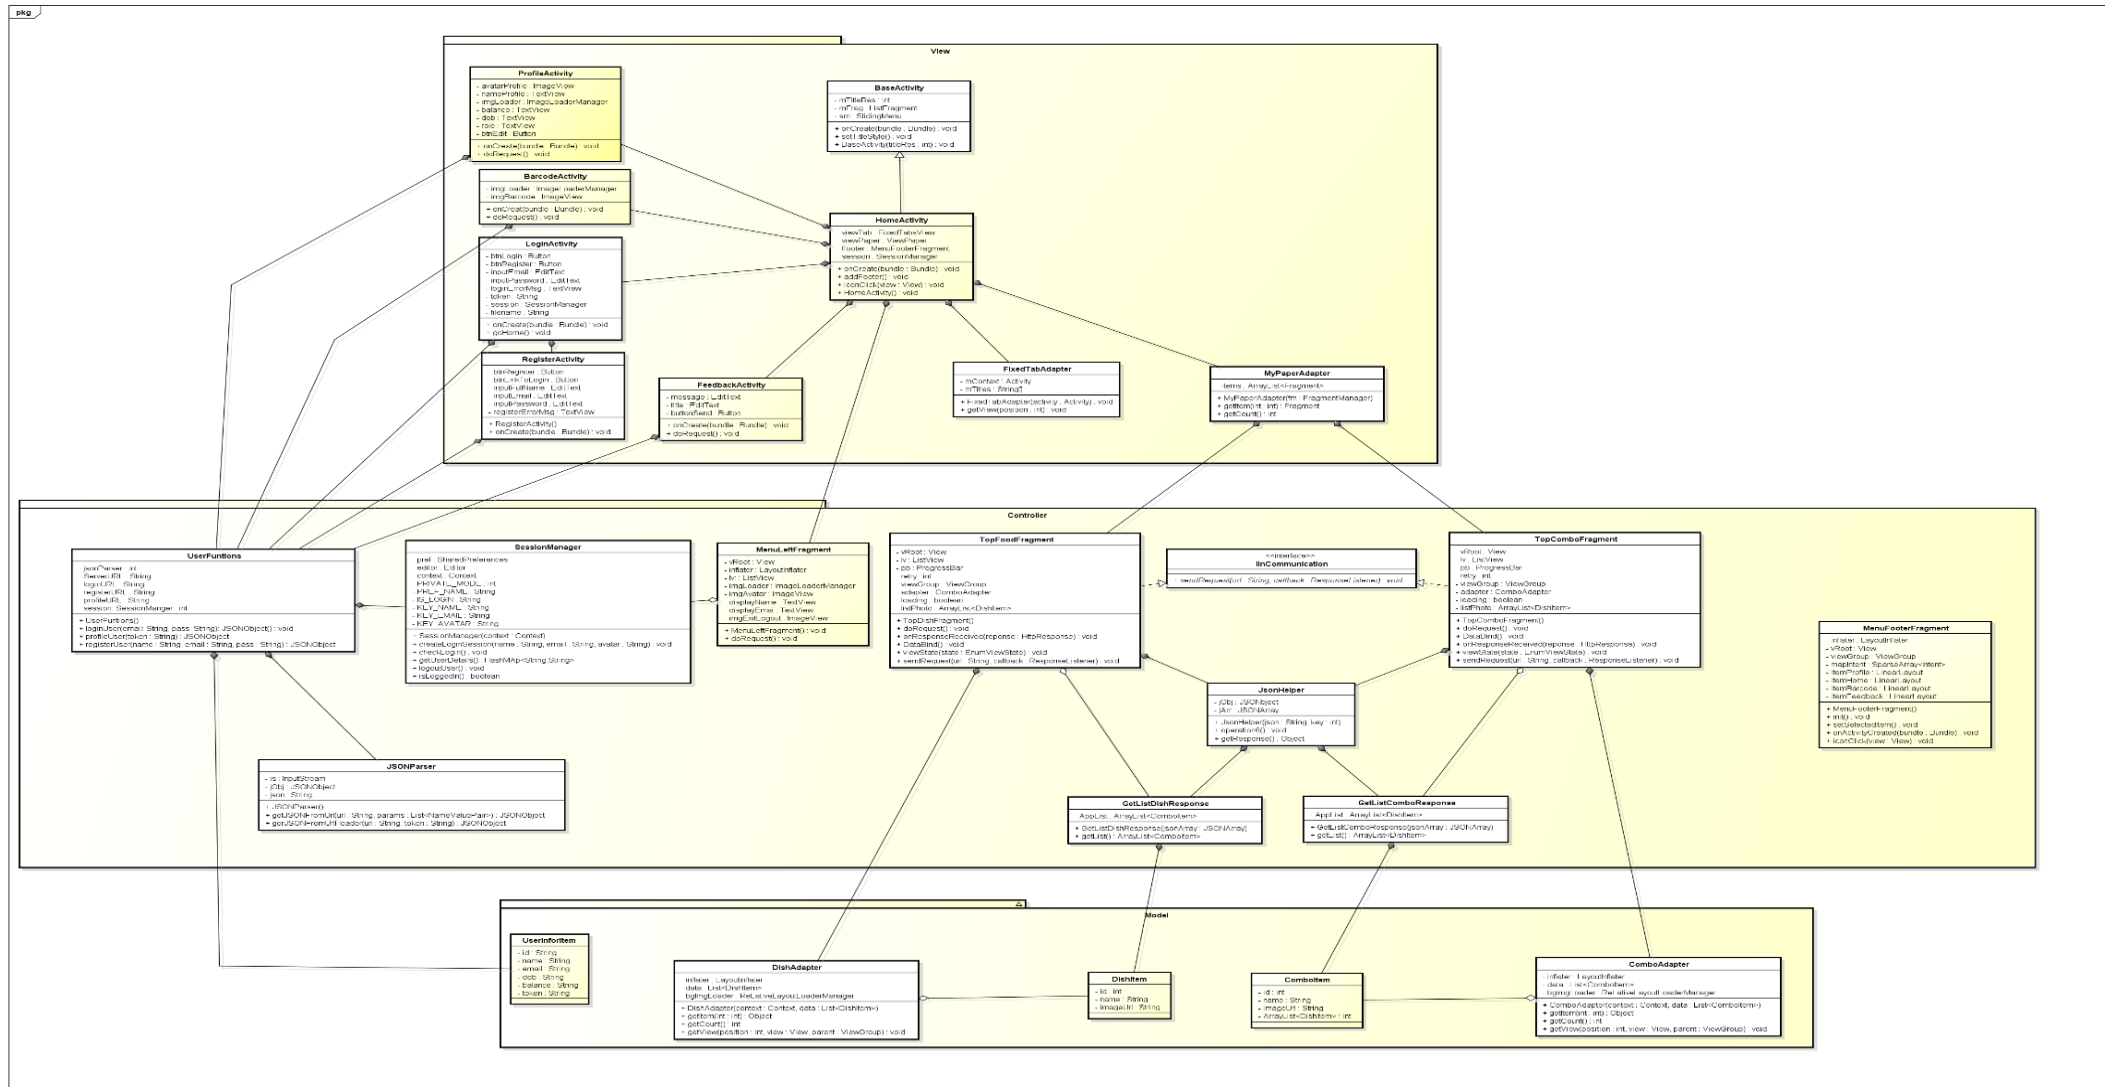 pkg
View
ProfileActivity
- avatarProfile : ImageView
- nameProfile : TextView
- imgLoader : ImageLoaderManager
- balance : TextView
- dob : TextView
- role : TextView
- btnEdit : Button
+ onCreate(bundle : Bundle) : void
+ doRequest() : void
BaseActivity
- mTitleRes : int
- mFrag : ListFragment
- sm : SlidingMenu
+ onCreate(bundle : Bundle) : void
+ setTitleStyle() : void
+ BaseActivity(titleRes : int) : void
BarcodeActivity
- imgLoader : ImageLoaderManager
- imgBarcode : ImageView
+ onCreat(bundle : Bundle) : void
+ doRequest() : void
HomeActivity
viewTab : FixedTabsView
viewPaper : ViewPaper
footer : MenuFooterFragment
session : SessionManager
+ onCreate(bundle : Bundle) : void
+ addFooter() : void
+ iconClick(view : View) : void
+ HomeActivity() : void
LoginActivity
- btnLogin : Button
- btnRegister : Button
- inputEmail : EditText
- inputPassword : EditText
- loginErrorMsg : TextView
- token : String
- session : SessionManager
- filename : String
+ onCreate(bundle : Bundle) : void
+ goHome() : void
RegisterActivity
btnRegister : Button
btnLinkToLogin : Button
inputFullName : EditText
inputEmail : EditText
inputPassword : EditText
- registerErrorMsg : TextView
+ RegisterActivity()
+ onCreate(bundle : Bundle) : void
FeedbackActivity
- message : EditText
- title : EditText
- buttonSend : Button
+ onCreate(bundle : Bundle) : void
+ doRequest() : void
FixedTabAdapter
- mContext : Activity
- mTitles : String[]
+ FixedTabAdapter(activity : Activity) : void
+ getView(position : int) : void
MyPaperAdapter
items : ArrayList<Fragment>
+ MyPaperAdapter(fm : FragmentManager)
+ getItem(int : int) : Fragment
+ getCount() : int
Controller
UserFuntions
jsonParser : int
ServerURL : String
loginURL : String
registerURL : String
profileURL : String
session: SessionManger : int
+ UserFuntions()
+ loginUser(email: String, pass: String): JSONObject() : void
+ profileUser(token : String) : JSONObject
+ registerUser(name : String, email : String, pass : String) : JSONObject
SessionManager
pref : SharedPreferences
editor : Editor
context : Context
PRIVATE_MODE : int
PREF_NAME : String
- IS_LOGIN : String
- KEY_NAME : String
- KEY_EMAIL : String
- KEY_AVATAR : String
+ SessionManager(context : Context)
+ createLoginSession(name : String, email : String, avatar : String) : void
+ checkLogin() : void
+ getUserDetails() : HashMAp<String,String>
+ logoutUser() : void
+ isLoggedIn() : boolean
MenuLeftFragment
- vRoot : View
- inflater : LayoutInflater
- lv : ListView
- imgLoader : ImageLoaderManager
- imgAvatar : ImageView
displayName : TextView
displayEmail : TextView
imgExitLogout : ImageView
+ MenuLeftFragment() : void
+ doRequest() : void
TopFoodFragment
- vRoot : View
- lv : ListView
- pb : ProgressBar
retry : int
viewGroup : ViewGroup
adapter : ComboAdapter
loading : boolean
listPhoto : ArrayList<DishItem>
+ TopDishFragment()
+ doRequest() : void
+ onResponseReceived(reponse : HttpResponse) : void
+ DataBind() : void
+ viewState(state : EnumViewState) : void
+ sendRequest(url : String, callback : ResponseListener) : void
<<interface>>
IinCommunication
+ sendRequest(url : String, callback : ResponseListener) : void
TopComboFragment
vRoot : View
lv : ListView
pb : ProgressBar
retry : int
- viewGroup : ViewGroup
- adapter : ComboAdapter
- loading : boolean
- listPhoto : ArrayList<DishItem>
+ TopComboFragment()
+ doRequest() : void
+ DataBind() : void
+ onResponseReceived(reponse : HttpResponse) : void
+ viewState(state : EnumViewState) : void
+ sendRequest(url : String, callback : ResponseListener) : void
MenuFooterFragment
inflater : LayoutInflater
- vRoot : View
- viewGroup : ViewGroup
- mapIntent : SparseArray<Intent>
- itemProfile : LinearLayout
- itemHome : LinearLayout
- itemBarcode : LinearLayout
- itemFeedback : LinearLayout
+ MenuFooterFragment()
+ init() : void
+ setSelectedItem() : void
+ onActivityCreated(bundle : Bundle) : void
+ iconClick(view : View) : void
JsonHelper
- jObj : JSONObject
- jArr : JSONArray
+ JsonHelper(json : String, key : int)
+ operation6() : void
+ getResponse() : Object
JSONParser
- is : InputStream
- jObj : JSONObject
- json : String
+ JSONParser()
+ getJSONFromUrl(url : String, params : List<NameValuePair>) : JSONObject
+ getJSONFromUrlHeader(url : String, token : String) : JSONObject
GetListDishResponse
AppList : ArrayList<ComboItem>
+ GetListDishResponse(jsonArray : JSONArray)
+ getList() : ArrayList<ComboItem>
GetListComboResponse
- AppList : ArrayList<DishItem>
+ GetListComboResponse(jsonArray : JSONArray)
+ getList() : ArrayList<DishItem>
Model
UserInforItem
- id : String
- name : String
- email : String
- dob : String
- balance : String
- token : String
DishAdapter
inflater : LayoutInflater
data : List<DishItem>
bgImgLoader : RelativeLayoutLoaderManager
+ DishAdapter(context : Context, data : List<DishItem>)
+ getItem(int : int) : Object
+ getCount() : int
+ getView(position : int, view : View, parent : ViewGroup) : void
DishItem
- id : int
- name : String
- imageUrl : String
ComboItem
- id : int
- name : String
- imageUrl : String
- ArrayList<DishItem> : int
ComboAdapter
- inflater : LayoutInflater
- data : List<ComboItem>
- bgImgLoader : RelativeLayoutLoaderManager
+ ComboAdapter(context : Context, data : List<ComboItem>)
+ getItem(int : int) : Object
+ getCount() : int
+ getView(position : int, view : View, parent : ViewGroup) : void